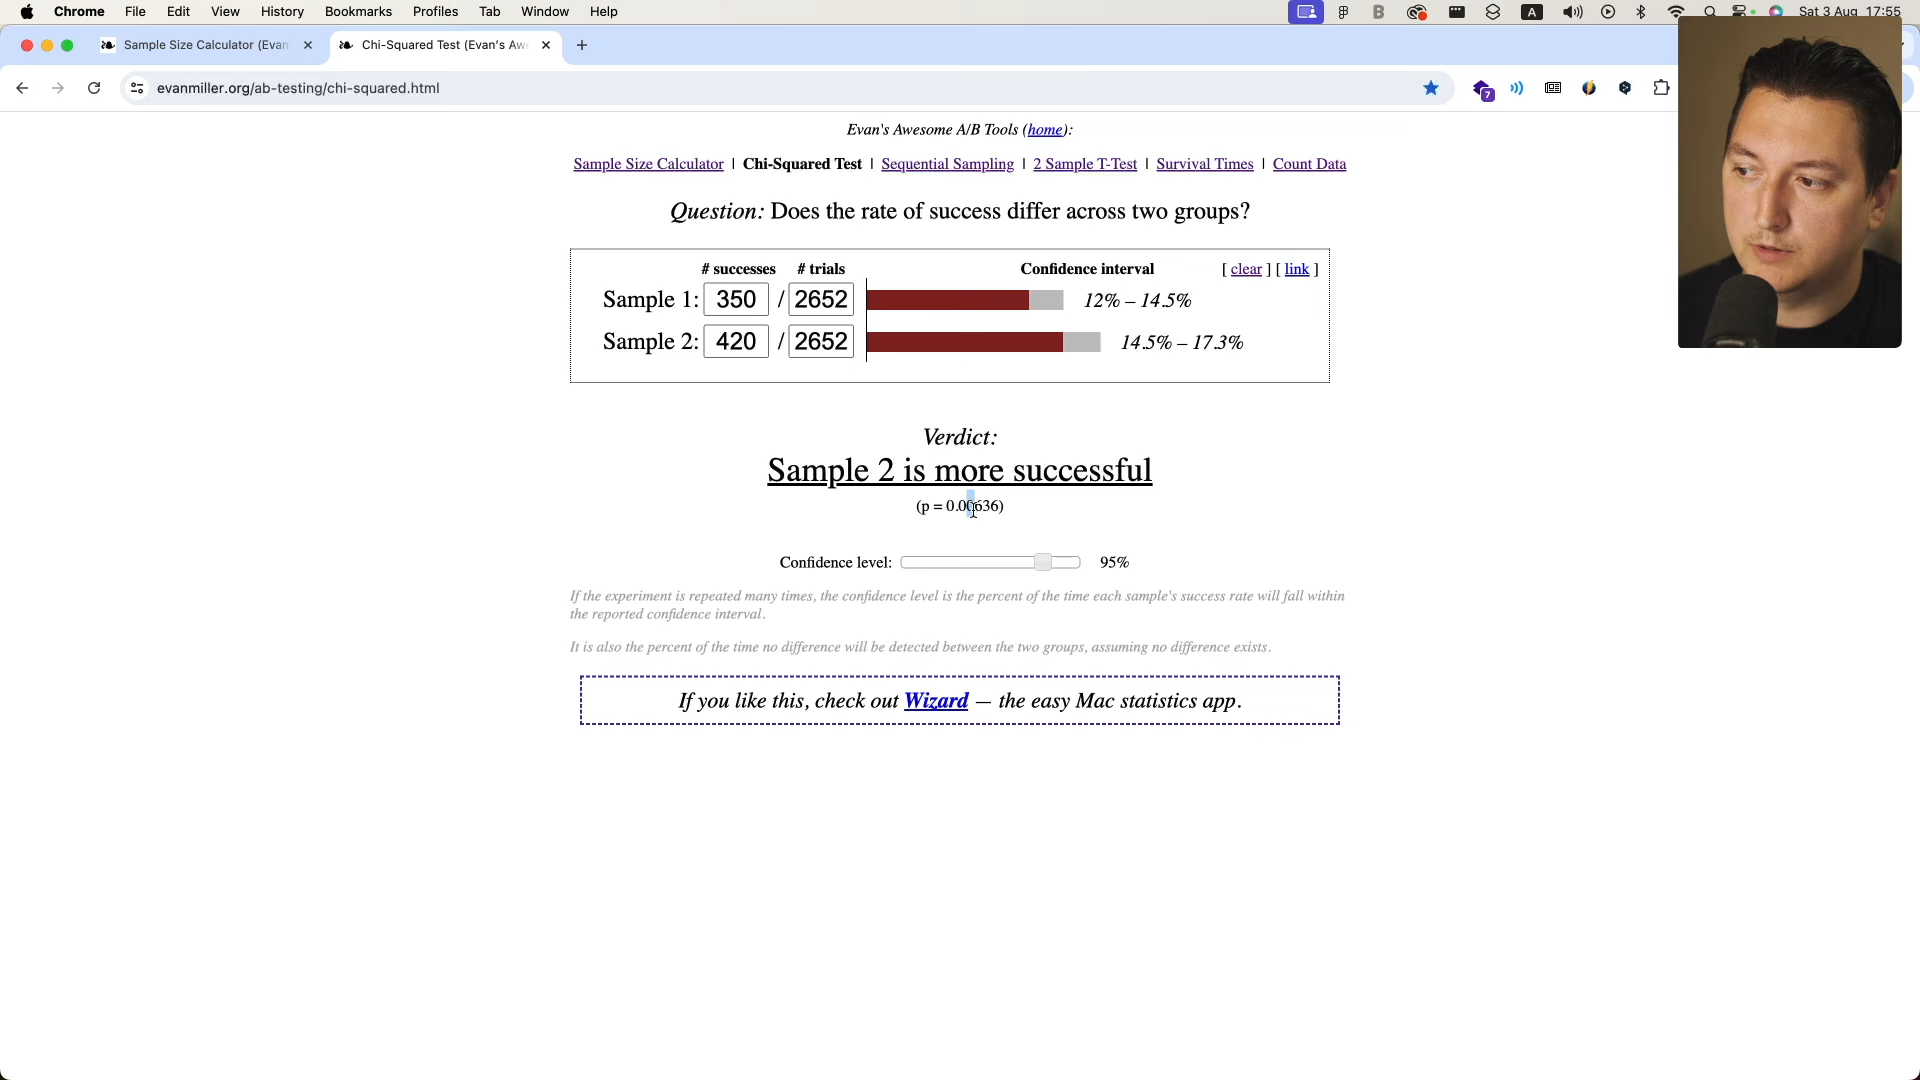 Chrome File Edit View History Bookmarks Profiles Tab Window Help
B A Sat 3 Aug 17:55
Sample Size Calculator (Evan
Chi-Squared Test (Evan's Aw
evanmiller.org/ab-testing/chi-squared.html
7
Evan's Awesome A/B Tools (home):
Sample Size Calculator | Chi-Squared Test | Sequential Sampling | 2 Sample T-Test | Survival Times | Count Data
Question: Does the rate of success differ across two groups?
# successes # trials Confidence interval [ clear ] [ link ]
Sample 1: 350 / 2652 12% – 14.5%
Sample 2: 420 / 2652 14.5% – 17.3%
Verdict:
Sample 2 is more successful
(p = 0.00636)
Confidence level: 95%
If the experiment is repeated many times, the confidence level is the percent of the time each sample's success rate will fall within
the reported confidence interval.
It is also the percent of the time no difference will be detected between the two groups, assuming no difference exists.
If you like this, check out Wizard — the easy Mac statistics app.